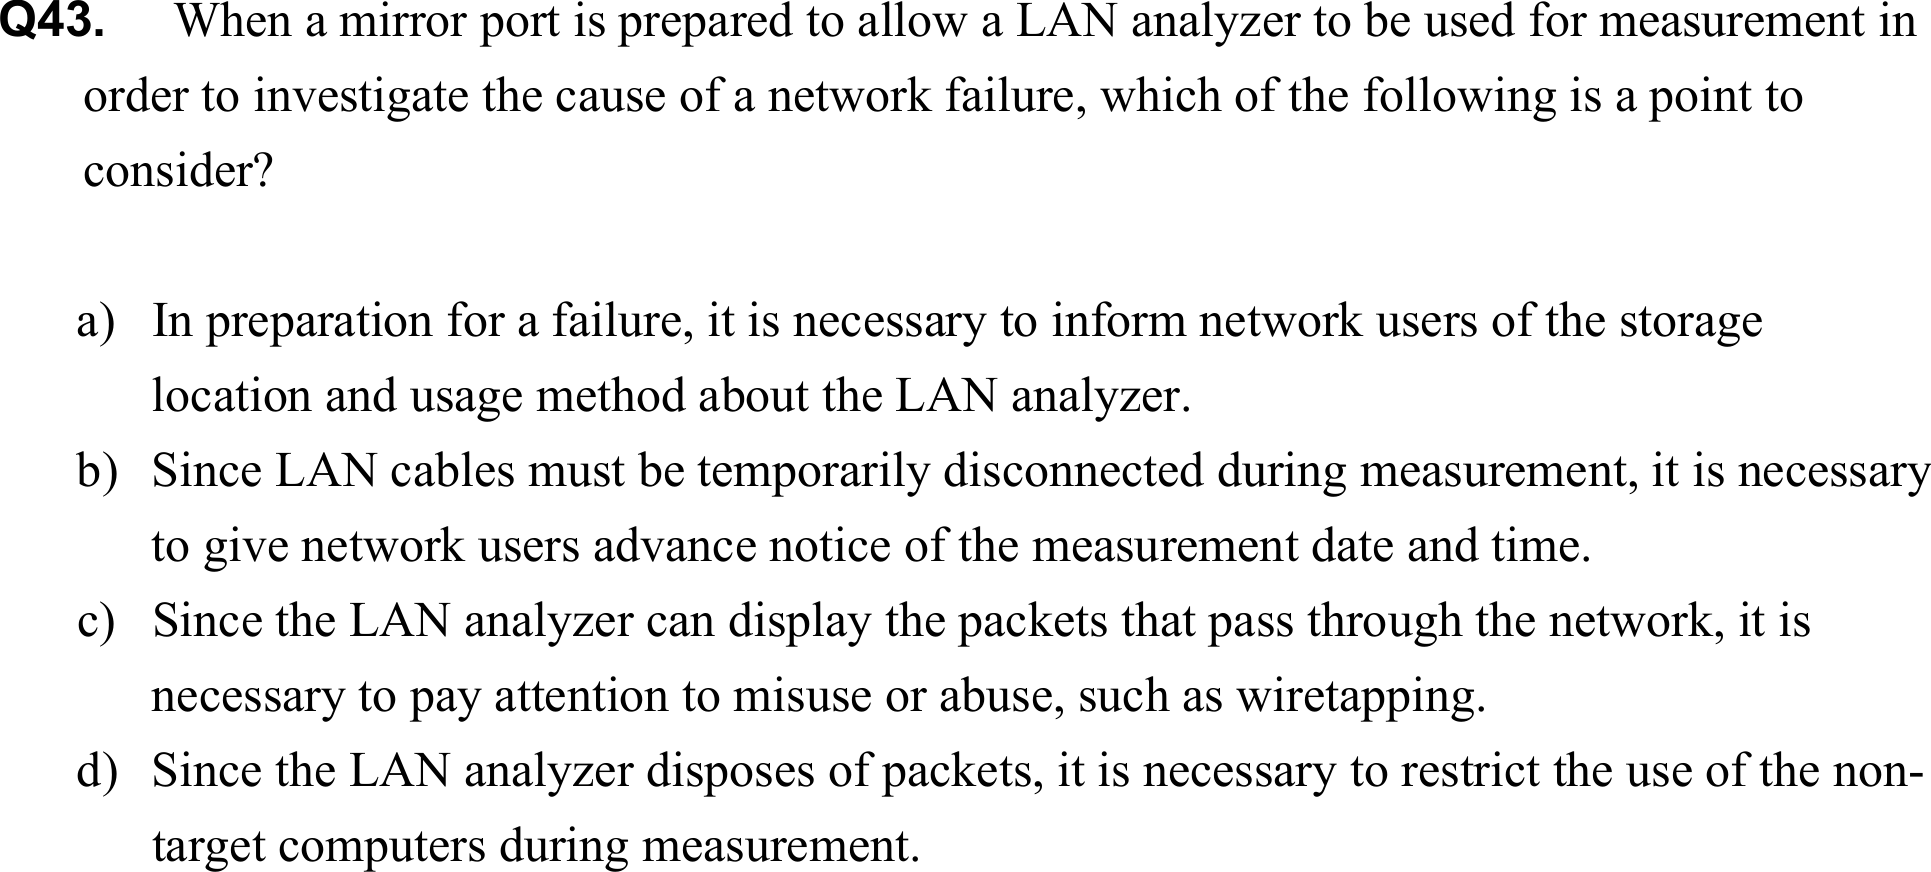 Q43. When a mirror port is prepared to allow a LAN analyzer to be used for measurement in
order to investigate the cause of a network failure, which of the following is a point to
consider?
a) In preparation for a failure, it is necessary to inform network users of the storage
location and usage method about the LAN analyzer.
b) Since LAN cables must be temporarily disconnected during measurement, it is necessary
to give network users advance notice of the measurement date and time.
c) Since the LAN analyzer can display the packets that pass through the network, it is
necessary to pay attention to misuse or abuse, such as wiretapping.
d) Since the LAN analyzer disposes of packets, it is necessary to restrict the use of the non-
target computers during measurement.